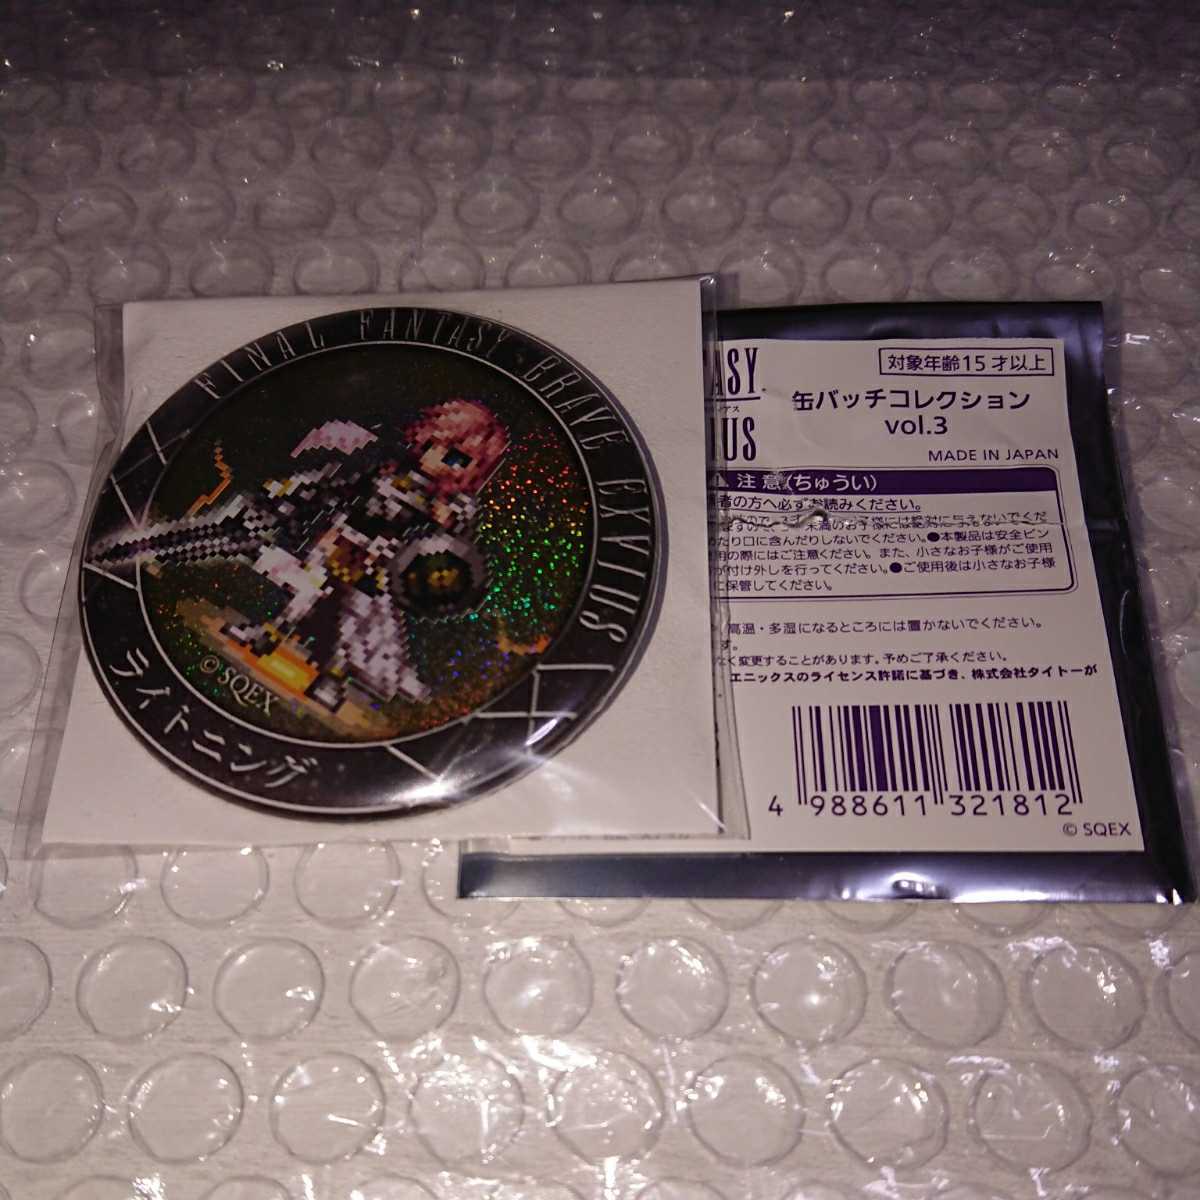 FINAL FANTASY BRAVE EXVIUS
© SQEX
ライトニング
対象年齢15才以上
缶バッチコレクション
vol.3
MADE IN JAPAN
注意(ちゅうい)
者の方へ必ずお読みください。
たり口に含んだりしないでください。●本製品は安全ピン
用の際にはご注意ください。また、小さなお子様がご使用
が付け外しを行ってください。●ご使用後は小さなお子様
に保管してください。
高温・多湿になるところには置かないでください。
す。
なく変更することがあります。予めご了承ください。
エニックスのライセンス許諾に基づき、株式会社タイトーが
4 988611 321812
© SQEX